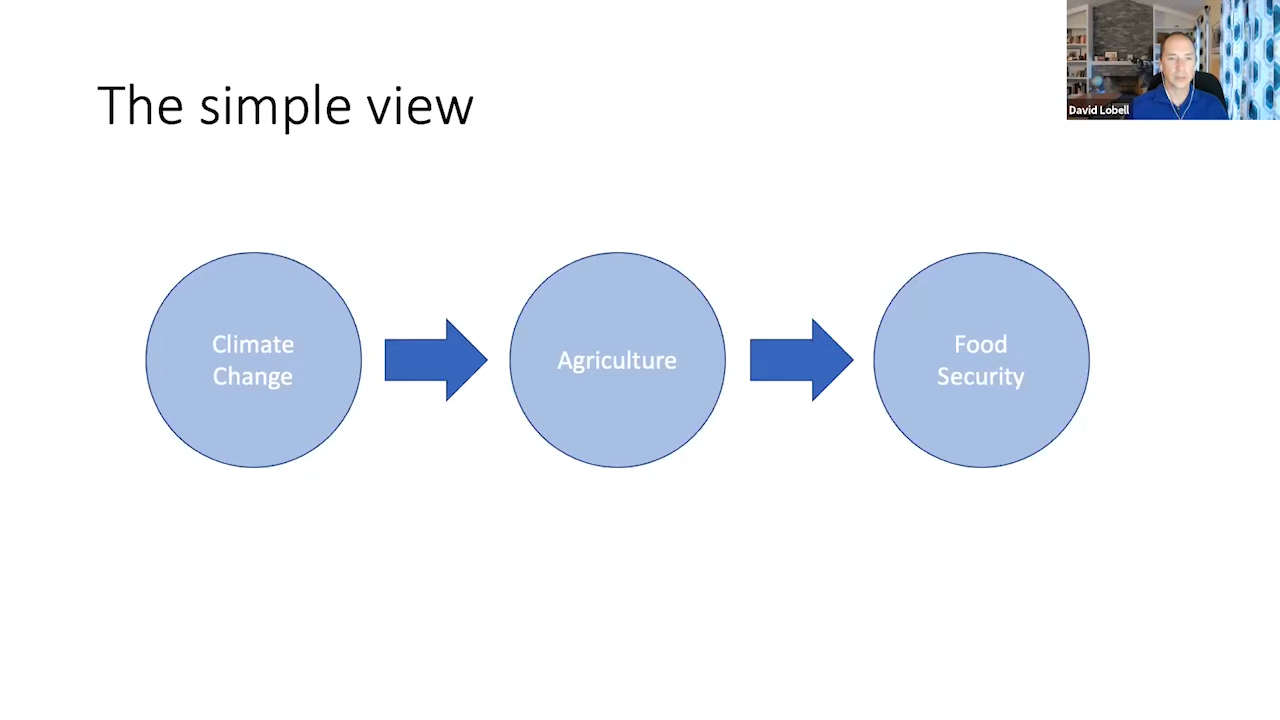 The simple view
David Lobell
Climate
Change
Agriculture
Food
Security